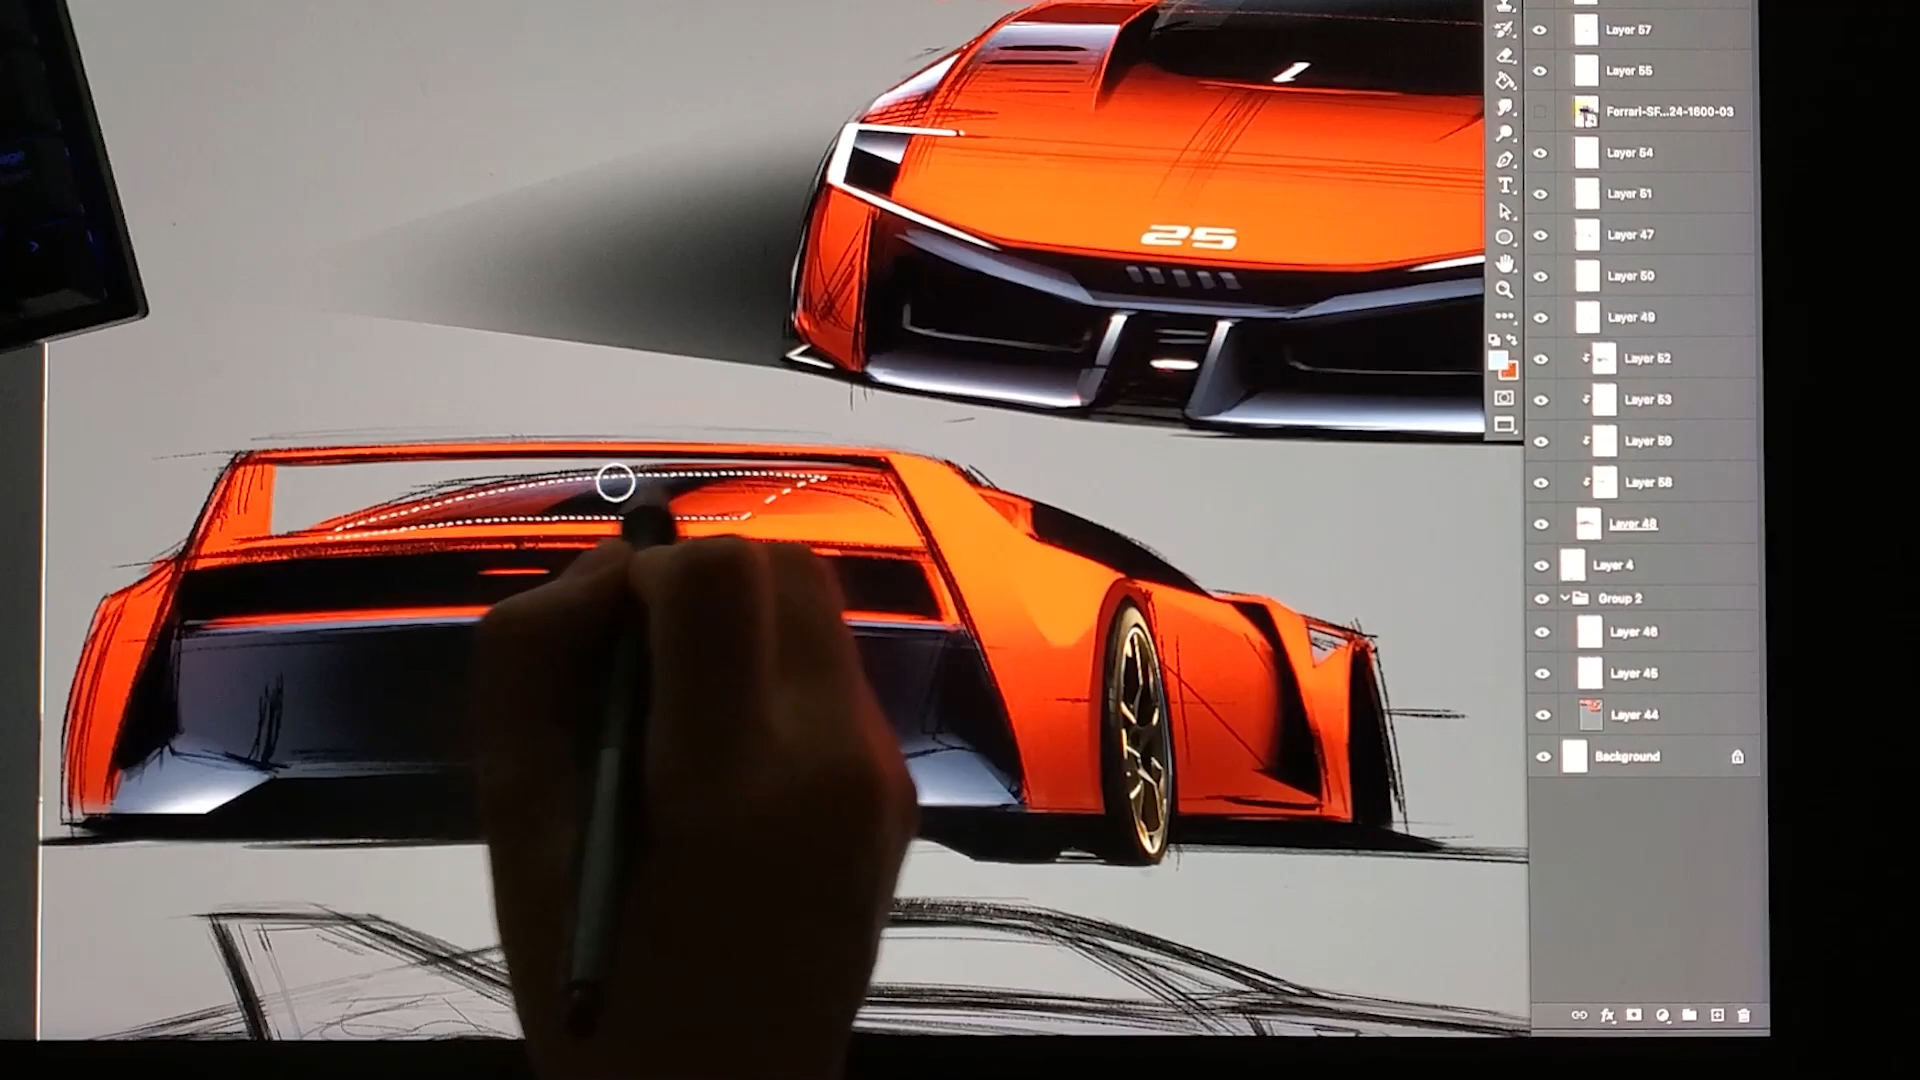 Layer 57
Layer 55
Ferrari-SF...24-1600-03
Layer 54
Layer 51
25
Layer 47
Layer 50
Layer 49
Layer 52
Layer 53
Layer 59
Layer 58
Layer 48
Layer 4
Group 2
Layer 46
Layer 45
Layer 44
Background